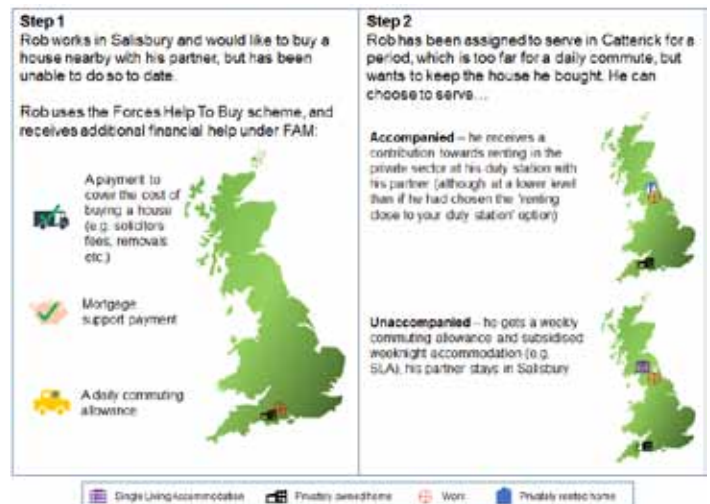 Step 1
Rob works in Salisbury and would like to buy a
house nearby with his partner, but has been
unable to do so to date.
Rob uses the Forces Help To Buy scheme, and
receives additional financial help under FAM:
A payment to
cover the cost of
buying a house
(e.g. solicitors
fees, removals
etc.)
Mortgage
support payment
A daily commuting
allowance
Step 2
Rob has been assigned to serve in Catterick for a
period, which is too far for a daily commute, but
wants to keep the house he bought. He can
choose to serve…
Accompanied – he receives a
contribution towards renting in the
private sector at his duty station with
his partner (although at a lower level
than if he had chosen the 'renting
close to your duty station' option)
Unaccompanied – he gets a weekly
commuting allowance and subsidised
weeknight accommodation (e.g.
SLA), his partner stays in Salisbury
Single Living Accommodation
Privately owned home
Work
Privately rented home